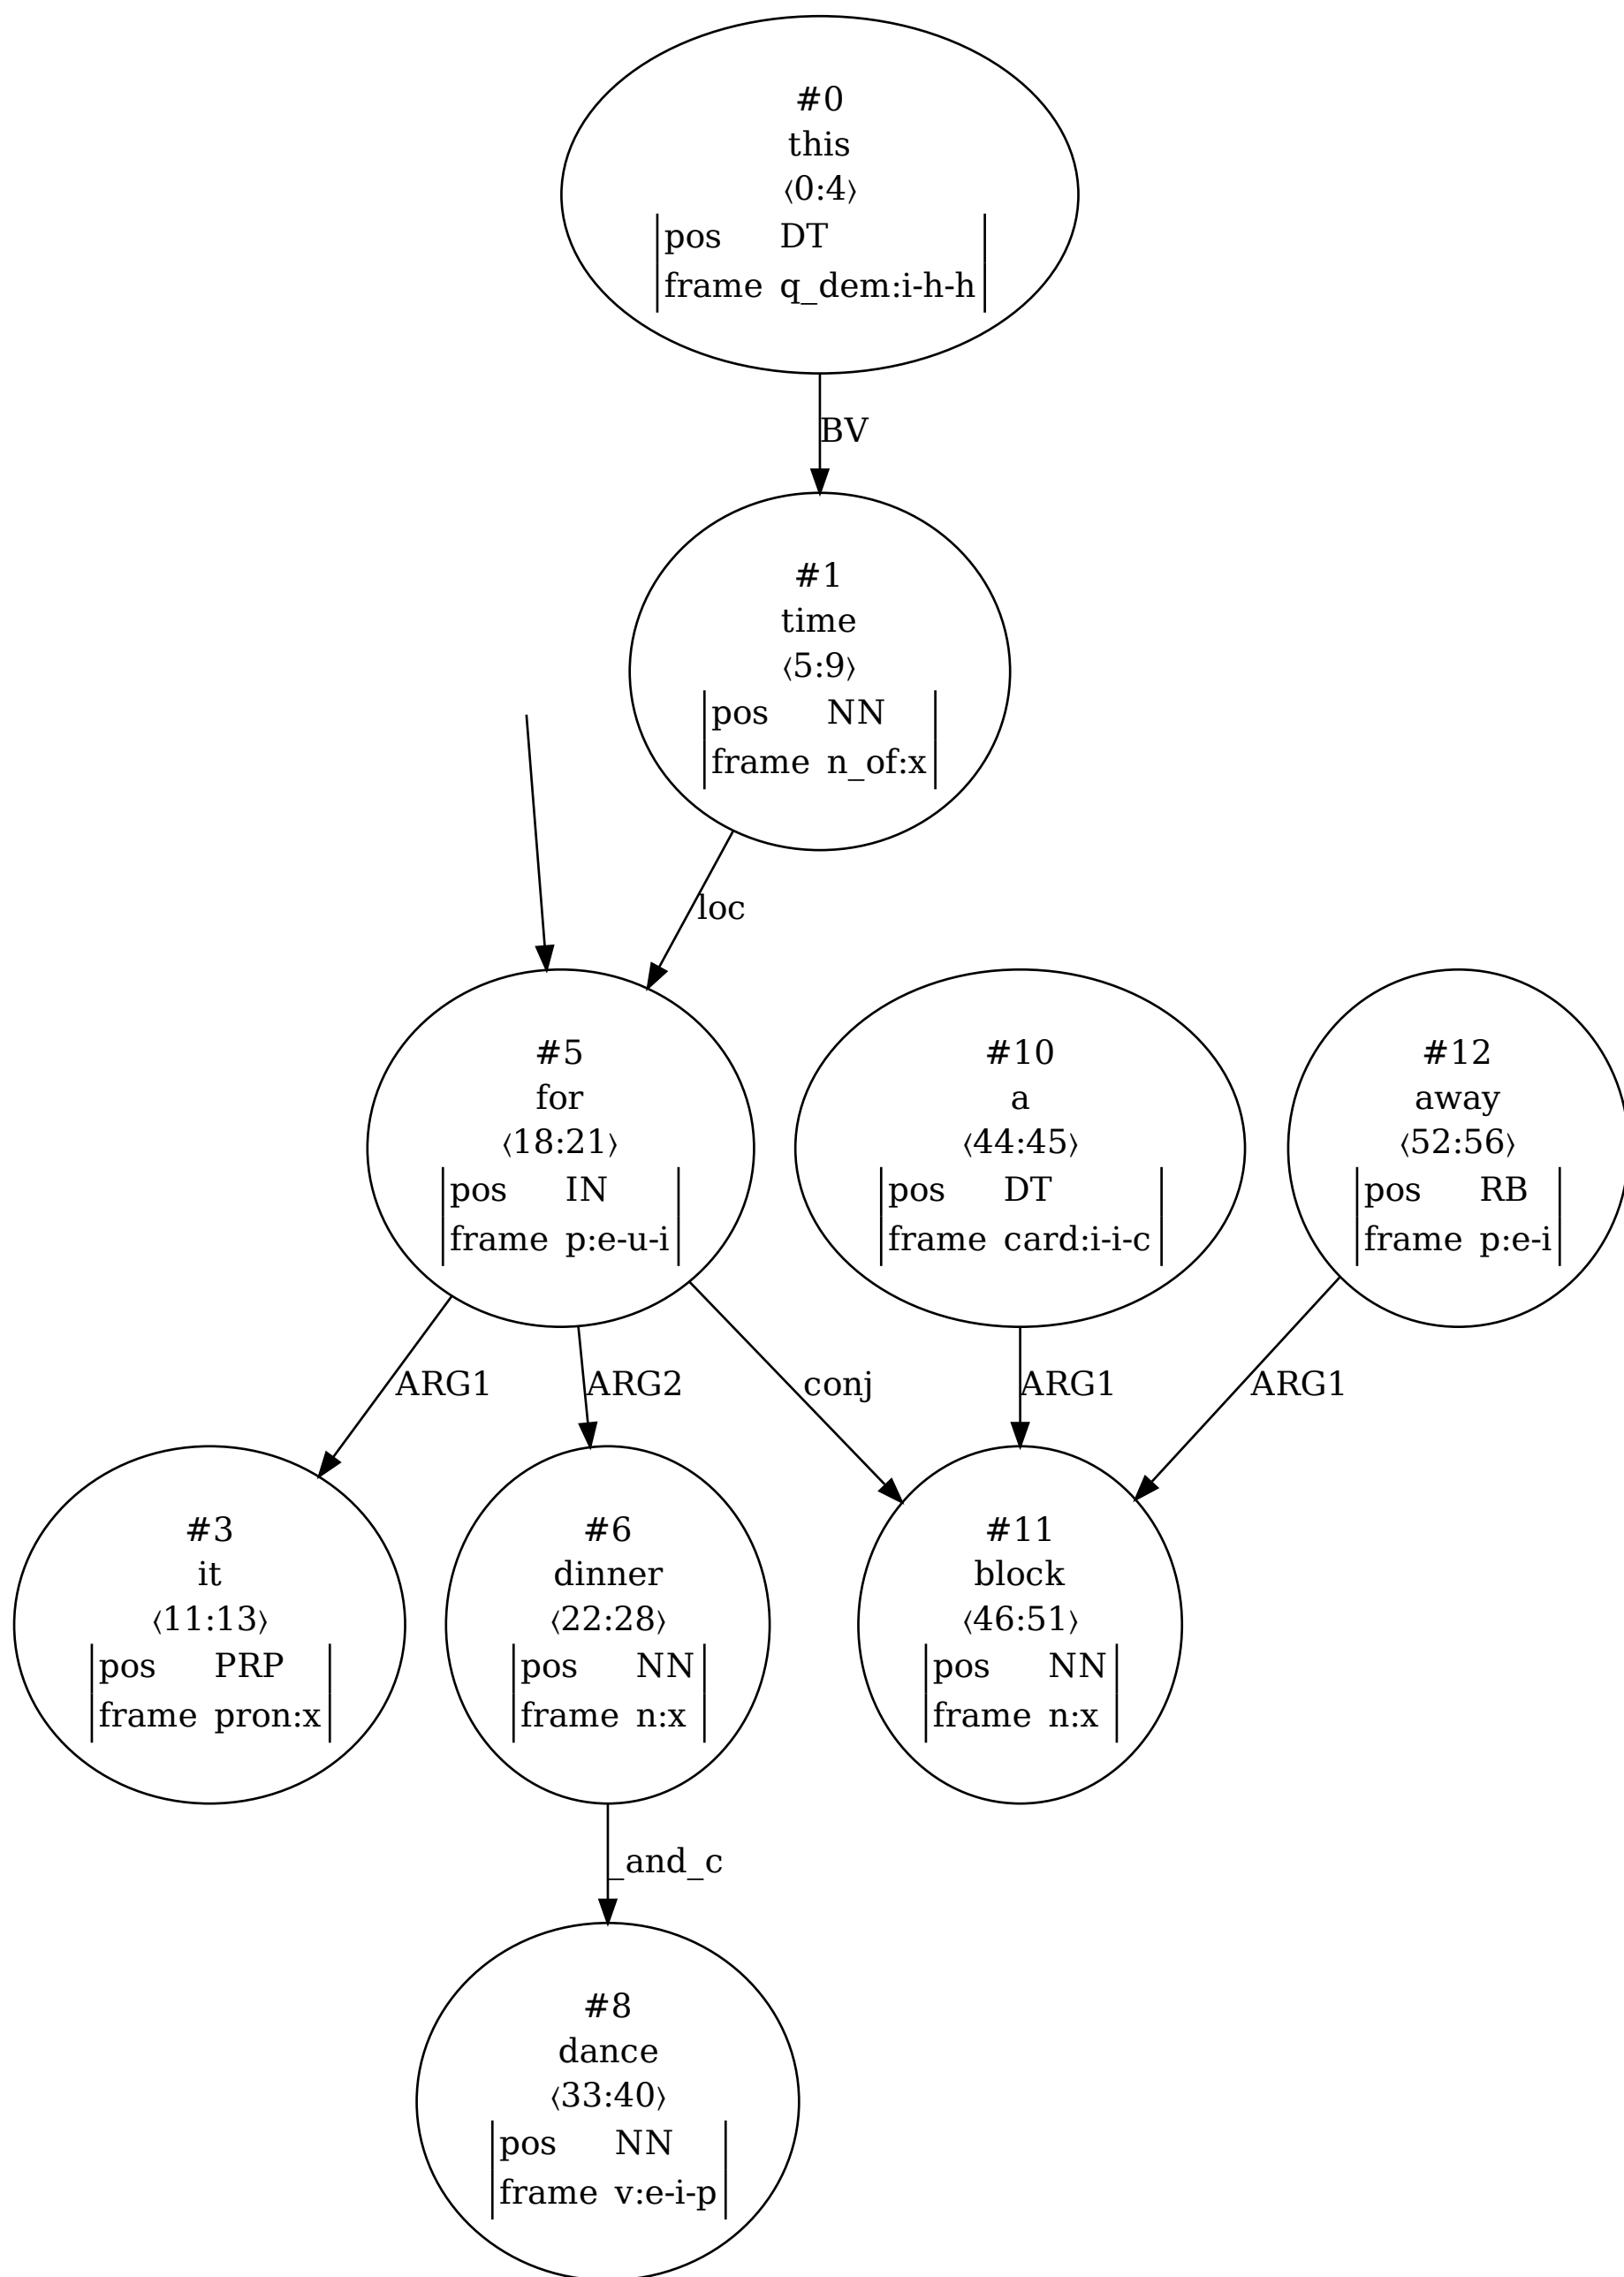 #0
this
⟨0:4⟩
pos DT
frame q_dem:i-h-h
BV
#1
time
⟨5:9⟩
pos NN
frame n_of:x
loc
#5
for
⟨18:21⟩
pos IN
frame p:e-u-i
#10
a
⟨44:45⟩
pos DT
frame card:i-i-c
#12
away
⟨52:56⟩
pos RB
frame p:e-i
ARG1
ARG2
conj
ARG1
ARG1
#3
it
⟨11:13⟩
pos PRP
frame pron:x
#6
dinner
⟨22:28⟩
pos NN
frame n:x
#11
block
⟨46:51⟩
pos NN
frame n:x
_and_c
#8
dance
⟨33:40⟩
pos NN
frame v:e-i-p